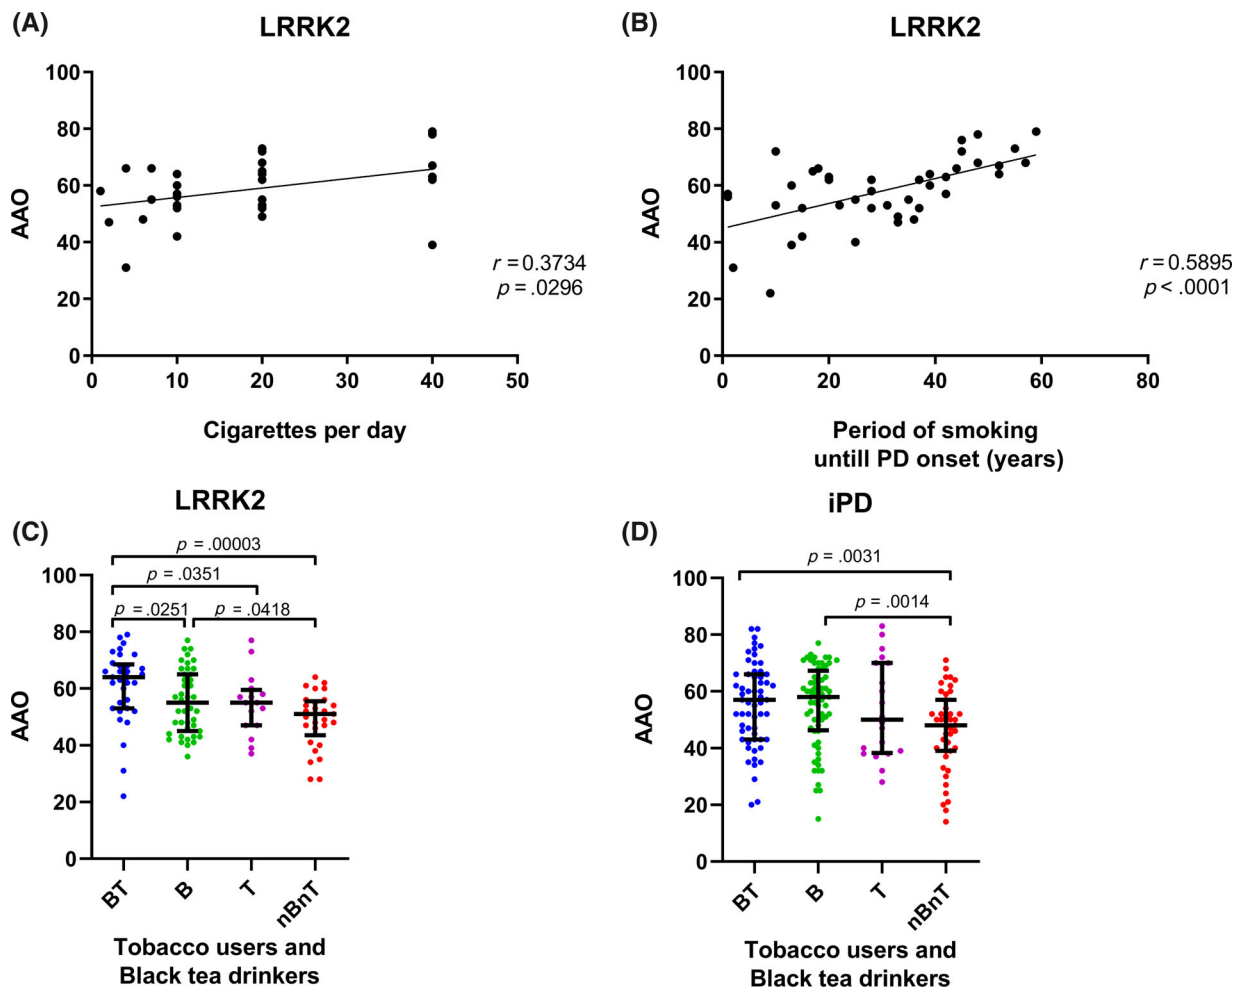 (A)
LRRK2
100
80
60
40
20
0
AAO
0 10 20 30 40 50
Cigarettes per day
r = 0.3734
p = .0296
(B)
LRRK2
100
80
60
40
20
0
AAO
0 20 40 60 80
Period of smoking
untill PD onset (years)
r = 0.5895
p < .0001
(C)
LRRK2
p = .00003
p = .0351
p = .0251 p = .0418
100
80
60
40
20
0
AAO
BT B T nBnT
Tobacco users and
Black tea drinkers
(D)
iPD
p = .0031
p = .0014
100
80
60
40
20
0
AAO
BT B T nBnT
Tobacco users and
Black tea drinkers